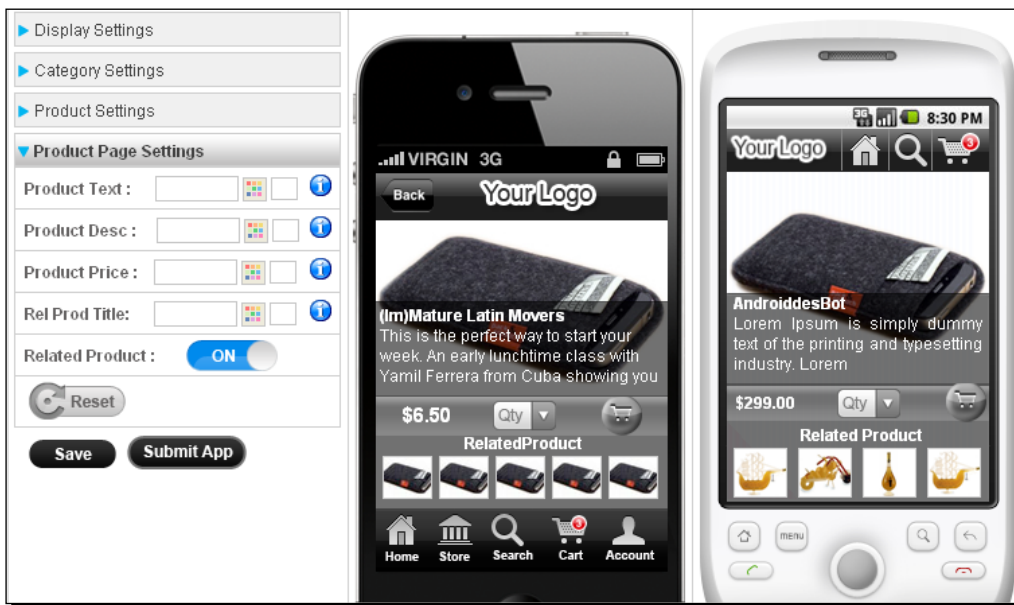 Display Settings
Category Settings
Product Settings
Product Page Settings
Product Text :
Product Desc :
Product Price :
Rel Prod Title:
Related Product :
ON
Reset
Save
Submit App
VIRGIN 3G
Back
Your Logo
(Im)Mature Latin Movers
This is the perfect way to start your
week. An early lunchtime class with
Yamil Ferrera from Cuba showing you
$6.50
Qty
RelatedProduct
Home
Store
Search
3
Cart
Account
3G
8:30 PM
Your Logo
3
AndroiddesBot
Lorem Ipsum is simply dummy
text of the printing and typesetting
industry. Lorem
$299.00
Qty
Related Product
menu